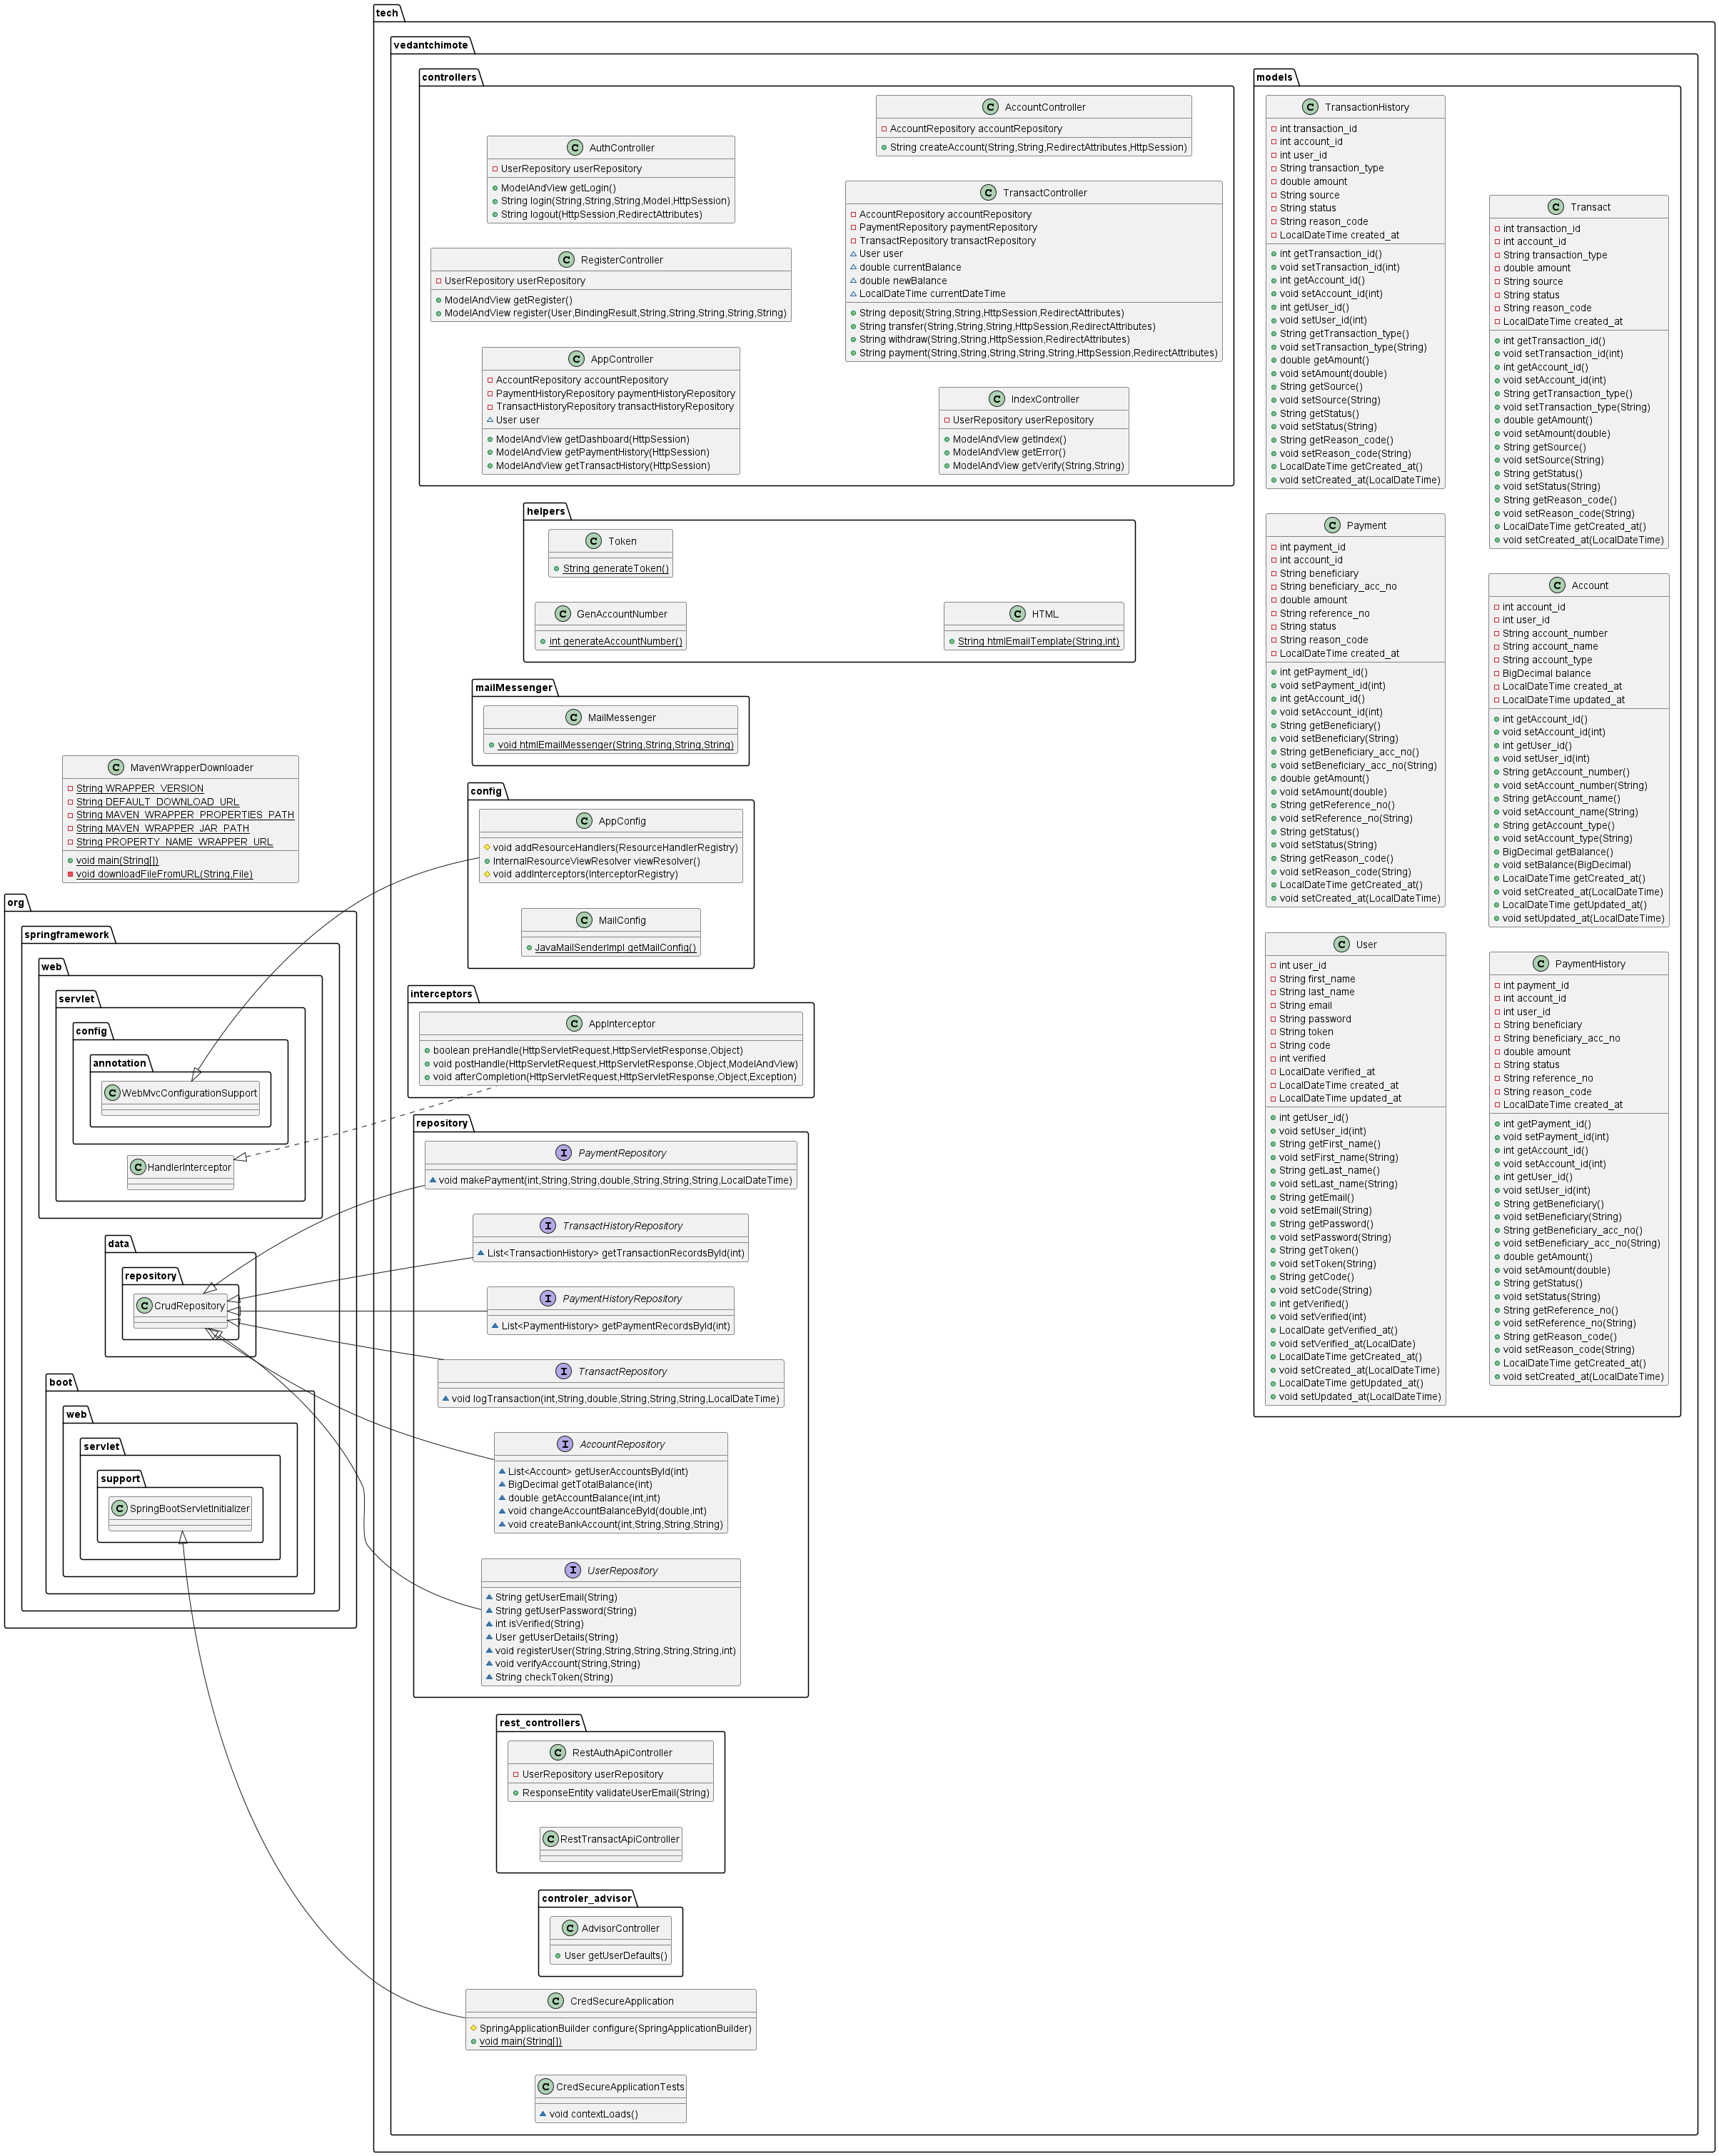 tech
vedantchimote
controllers
AuthController
UserRepository userRepository
ModelAndView getLogin()
String login(String,String,String,Model,HttpSession)
String logout(HttpSession,RedirectAttributes)
RegisterController
UserRepository userRepository
ModelAndView getRegister()
ModelAndView register(User,BindingResult,String,String,String,String,String)
AppController
AccountRepository accountRepository
PaymentHistoryRepository paymentHistoryRepository
TransactHistoryRepository transactHistoryRepository
User user
ModelAndView getDashboard(HttpSession)
ModelAndView getPaymentHistory(HttpSession)
ModelAndView getTransactHistory(HttpSession)
AccountController
AccountRepository accountRepository
String createAccount(String,String,RedirectAttributes,HttpSession)
TransactController
AccountRepository accountRepository
PaymentRepository paymentRepository
TransactRepository transactRepository
User user
double currentBalance
double newBalance
LocalDateTime currentDateTime
String deposit(String,String,HttpSession,RedirectAttributes)
String transfer(String,String,String,HttpSession,RedirectAttributes)
String withdraw(String,String,HttpSession,RedirectAttributes)
String payment(String,String,String,String,String,HttpSession,RedirectAttributes)
IndexController
UserRepository userRepository
ModelAndView getIndex()
ModelAndView getError()
ModelAndView getVerify(String,String)
models
TransactionHistory
int transaction_id
int account_id
int user_id
String transaction_type
double amount
String source
String status
String reason_code
LocalDateTime created_at
int getTransaction_id()
void setTransaction_id(int)
int getAccount_id()
void setAccount_id(int)
int getUser_id()
void setUser_id(int)
String getTransaction_type()
void setTransaction_type(String)
double getAmount()
void setAmount(double)
String getSource()
void setSource(String)
String getStatus()
void setStatus(String)
String getReason_code()
void setReason_code(String)
LocalDateTime getCreated_at()
void setCreated_at(LocalDateTime)
Transact
int transaction_id
int account_id
String transaction_type
double amount
String source
String status
String reason_code
LocalDateTime created_at
int getTransaction_id()
void setTransaction_id(int)
int getAccount_id()
void setAccount_id(int)
String getTransaction_type()
void setTransaction_type(String)
double getAmount()
void setAmount(double)
String getSource()
void setSource(String)
String getStatus()
void setStatus(String)
String getReason_code()
void setReason_code(String)
LocalDateTime getCreated_at()
void setCreated_at(LocalDateTime)
Payment
int payment_id
int account_id
String beneficiary
String beneficiary_acc_no
double amount
String reference_no
String status
String reason_code
LocalDateTime created_at
int getPayment_id()
void setPayment_id(int)
int getAccount_id()
void setAccount_id(int)
String getBeneficiary()
void setBeneficiary(String)
String getBeneficiary_acc_no()
void setBeneficiary_acc_no(String)
double getAmount()
void setAmount(double)
String getReference_no()
void setReference_no(String)
String getStatus()
void setStatus(String)
String getReason_code()
void setReason_code(String)
LocalDateTime getCreated_at()
void setCreated_at(LocalDateTime)
Account
int account_id
int user_id
String account_number
String account_name
String account_type
BigDecimal balance
LocalDateTime created_at
LocalDateTime updated_at
int getAccount_id()
void setAccount_id(int)
int getUser_id()
void setUser_id(int)
String getAccount_number()
void setAccount_number(String)
String getAccount_name()
void setAccount_name(String)
String getAccount_type()
void setAccount_type(String)
BigDecimal getBalance()
void setBalance(BigDecimal)
LocalDateTime getCreated_at()
void setCreated_at(LocalDateTime)
LocalDateTime getUpdated_at()
void setUpdated_at(LocalDateTime)
User
int user_id
String first_name
String last_name
String email
String password
String token
String code
int verified
LocalDate verified_at
LocalDateTime created_at
LocalDateTime updated_at
int getUser_id()
void setUser_id(int)
String getFirst_name()
void setFirst_name(String)
String getLast_name()
void setLast_name(String)
String getEmail()
void setEmail(String)
String getPassword()
void setPassword(String)
String getToken()
void setToken(String)
String getCode()
void setCode(String)
int getVerified()
void setVerified(int)
LocalDate getVerified_at()
void setVerified_at(LocalDate)
LocalDateTime getCreated_at()
void setCreated_at(LocalDateTime)
LocalDateTime getUpdated_at()
void setUpdated_at(LocalDateTime)
PaymentHistory
int payment_id
int account_id
int user_id
String beneficiary
String beneficiary_acc_no
double amount
String status
String reference_no
String reason_code
LocalDateTime created_at
int getPayment_id()
void setPayment_id(int)
int getAccount_id()
void setAccount_id(int)
int getUser_id()
void setUser_id(int)
String getBeneficiary()
void setBeneficiary(String)
String getBeneficiary_acc_no()
void setBeneficiary_acc_no(String)
double getAmount()
void setAmount(double)
String getStatus()
void setStatus(String)
String getReference_no()
void setReference_no(String)
String getReason_code()
void setReason_code(String)
LocalDateTime getCreated_at()
void setCreated_at(LocalDateTime)
helpers
Token
String generateToken()
GenAccountNumber
int generateAccountNumber()
HTML
String htmlEmailTemplate(String,int)
mailMessenger
MailMessenger
void htmlEmailMessenger(String,String,String,String)
config
AppConfig
void addResourceHandlers(ResourceHandlerRegistry)
InternalResourceViewResolver viewResolver()
void addInterceptors(InterceptorRegistry)
MailConfig
JavaMailSenderImpl getMailConfig()
interceptors
AppInterceptor
boolean preHandle(HttpServletRequest,HttpServletResponse,Object)
void postHandle(HttpServletRequest,HttpServletResponse,Object,ModelAndView)
void afterCompletion(HttpServletRequest,HttpServletResponse,Object,Exception)
repository
PaymentRepository
void makePayment(int,String,String,double,String,String,String,LocalDateTime)
TransactHistoryRepository
List<TransactionHistory> getTransactionRecordsById(int)
PaymentHistoryRepository
List<PaymentHistory> getPaymentRecordsById(int)
TransactRepository
void logTransaction(int,String,double,String,String,String,LocalDateTime)
AccountRepository
List<Account> getUserAccountsById(int)
BigDecimal getTotalBalance(int)
double getAccountBalance(int,int)
void changeAccountBalanceById(double,int)
void createBankAccount(int,String,String,String)
UserRepository
String getUserEmail(String)
String getUserPassword(String)
int isVerified(String)
User getUserDetails(String)
void registerUser(String,String,String,String,String,int)
void verifyAccount(String,String)
String checkToken(String)
rest_controllers
RestAuthApiController
UserRepository userRepository
ResponseEntity validateUserEmail(String)
RestTransactApiController
controler_advisor
AdvisorController
User getUserDefaults()
CredSecureApplication
SpringApplicationBuilder configure(SpringApplicationBuilder)
void main(String[])
CredSecureApplicationTests
void contextLoads()
MavenWrapperDownloader
String WRAPPER_VERSION
String DEFAULT_DOWNLOAD_URL
String MAVEN_WRAPPER_PROPERTIES_PATH
String MAVEN_WRAPPER_JAR_PATH
String PROPERTY_NAME_WRAPPER_URL
void main(String[])
void downloadFileFromURL(String,File)
org
springframework
web
servlet
config
annotation
WebMvcConfigurationSupport
HandlerInterceptor
data
repository
CrudRepository
boot
web
servlet
support
SpringBootServletInitializer